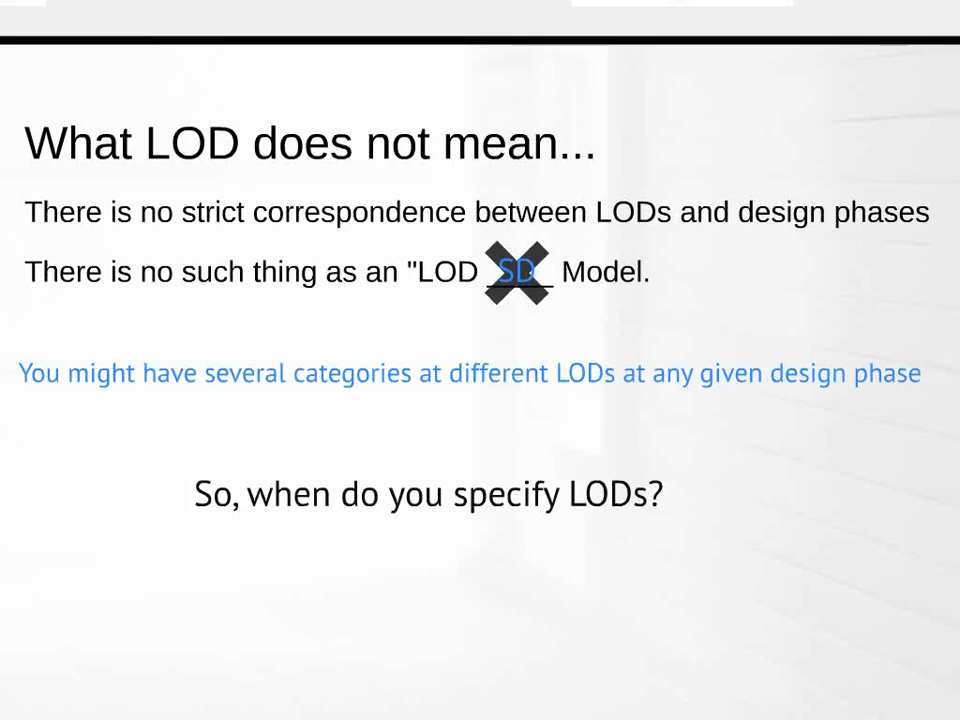 What LOD does not mean...
There is no strict correspondence between LODs and design phases
There is no such thing as an "LOD _SD_ Model.
You might have several categories at different LODs at any given design phase
So, when do you specify LODs?